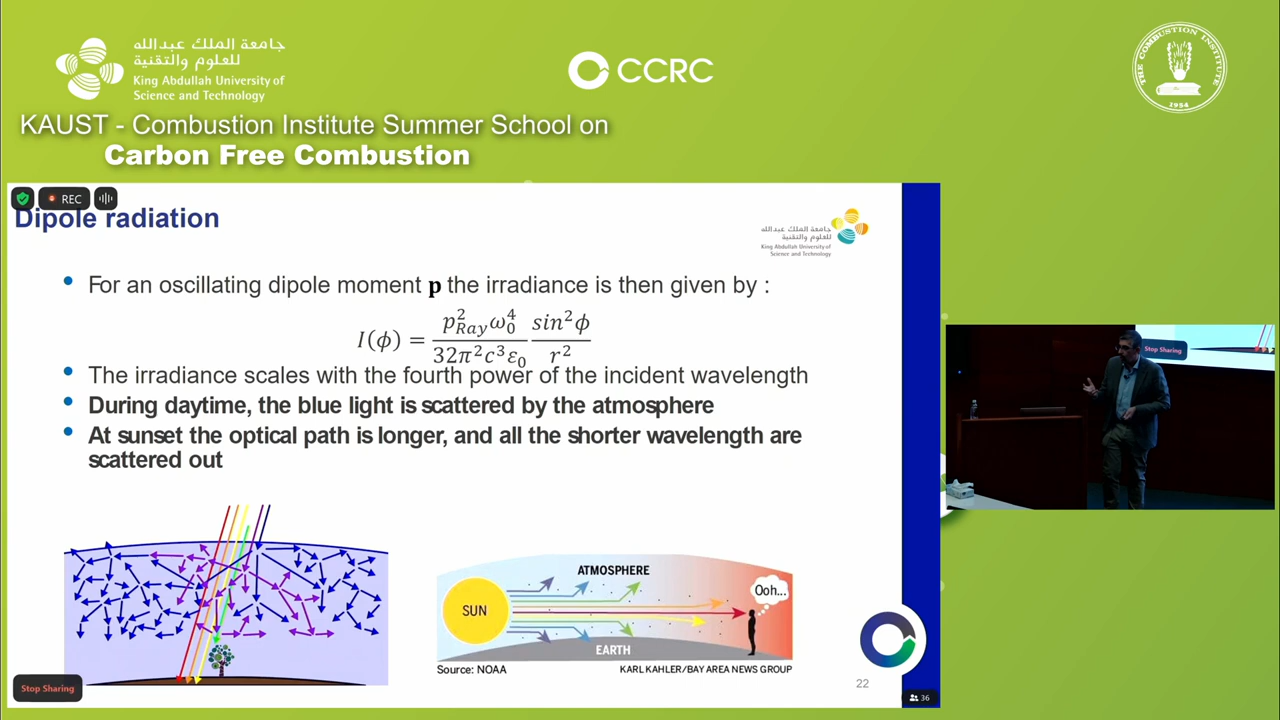 جامعة الملك عبدالله
للعلوم والتقنية
King Abdullah University of
Science and Technology
CCRC
THE COMBUSTION INSTITUTE
1954
KAUST - Combustion Institute Summer School on
Carbon Free Combustion
REC
Dipole radiation
جامعة الملك عبدالله
للعلوم والتقنية
King Abdullah University of
Science and Technology
• For an oscillating dipole moment p the irradiance is then given by :
I(ϕ) = p²_Ray ω₀⁴ / 32π²c³ε₀ sin²ϕ / r²
• The irradiance scales with the fourth power of the incident wavelength
• During daytime, the blue light is scattered by the atmosphere
• At sunset the optical path is longer, and all the shorter wavelength are
scattered out
ATMOSPHERE
SUN
Ooh...
EARTH
Source: NOAA
KARL KAHLER/BAY AREA NEWS GROUP
22
Stop Sharing
36
Stop Sharing